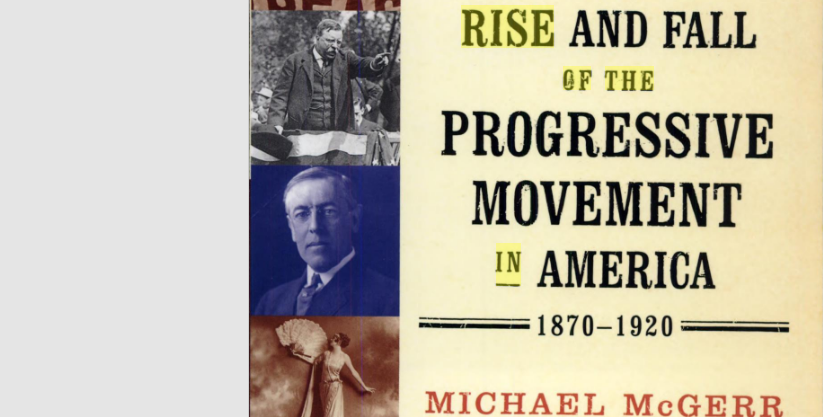 RISE AND FALL
OF THE
PROGRESSIVE
MOVEMENT
IN AMERICA
1870–1920
MICHAEL McGERR